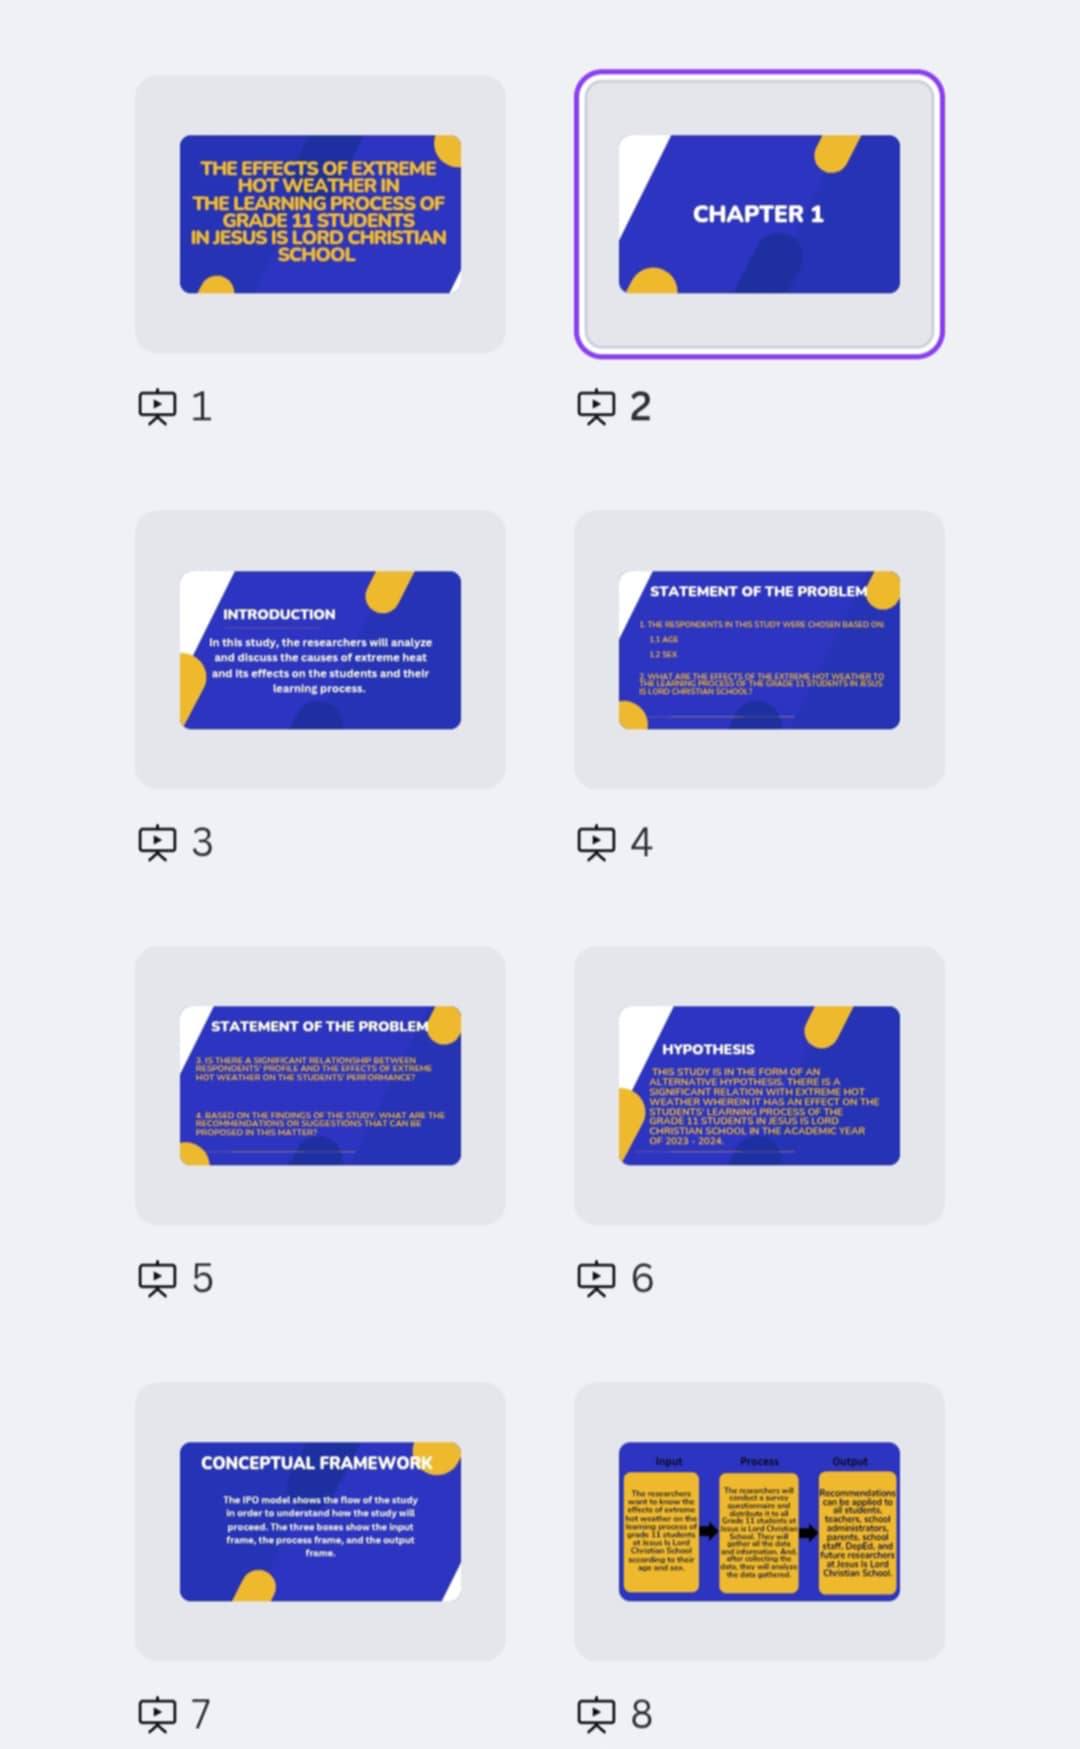 THE EFFECTS OF EXTREME
HOT WEATHER IN
THE LEARNING PROCESS OF
GRADE 11 STUDENTS
IN JESUS IS LORD CHRISTIAN
SCHOOL
1
CHAPTER 1
2
INTRODUCTION
In this study, the researchers will analyze
and discuss the causes of extreme heat
and its effects on the students and their
learning process.
3
STATEMENT OF THE PROBLEM
1. THE RESPONDENTS IN THIS STUDY WERE CHOSEN BASED ON:
1.1 AGE
1.2 SEX
2. WHAT ARE THE EFFECTS OF THE EXTREME HOT WEATHER TO
THE LEARNING PROCESS OF THE GRADE 11 STUDENTS IN JESUS
IS LORD CHRISTIAN SCHOOL?
4
STATEMENT OF THE PROBLEM
3. IS THERE A SIGNIFICANT RELATIONSHIP BETWEEN
RESPONDENTS' PROFILE AND THE EFFECTS OF EXTREME
HOT WEATHER ON THE STUDENTS' PERFORMANCE?
4. BASED ON THE FINDINGS OF THE STUDY, WHAT ARE THE
RECOMMENDATIONS OR SUGGESTIONS THAT CAN BE
PROPOSED IN THIS MATTER?
5
HYPOTHESIS
THIS STUDY IS IN THE FORM OF AN
ALTERNATIVE HYPOTHESIS. THERE IS A
SIGNIFICANT RELATION WITH EXTREME HOT
WEATHER WHEREIN IT HAS AN EFFECT ON THE
STUDENTS' LEARNING PROCESS OF THE
GRADE 11 STUDENTS IN JESUS IS LORD
CHRISTIAN SCHOOL IN THE ACADEMIC YEAR
OF 2023 - 2024.
6
CONCEPTUAL FRAMEWORK
The IPO model shows the flow of the study
in order to understand how the study will
proceed. The three boxes show the input
frame, the process frame, and the output
frame.
7
Input
The researchers
want to know the
effects of extreme
hot weather on the
learning process of
grade 11 students
at Jesus Is Lord
Christian School
according to their
age and sex.
Process
The researchers will
conduct a survey
questionnaire and
distribute it to all
Grade 11 students at
Jesus is Lord Christian
School. They will
gather all the data
and information. And,
after collecting the
data, they will analyze
the data gathered.
Output
Recommendations
can be applied to
all students,
teachers, school
administrators,
parents, school
staff, DepEd, and
future researchers
at Jesus Is Lord
Christian School.
8